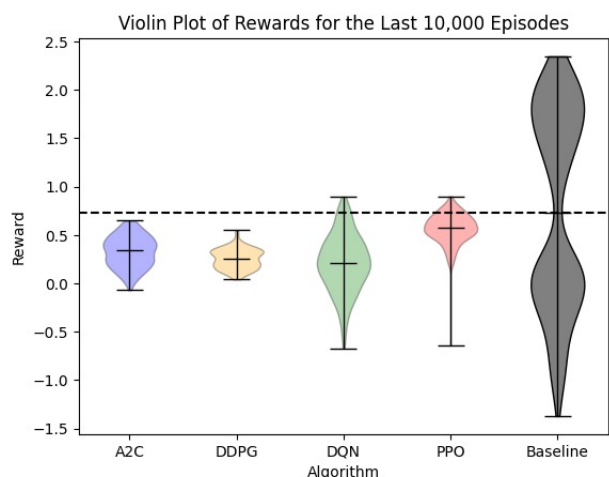 Violin Plot of Rewards for the Last 10,000 Episodes
2.5
2.0
1.5
1.0
0.5
0.0
−0.5
−1.0
−1.5
Reward
A2C DDPG DQN PPO Baseline
Algorithm